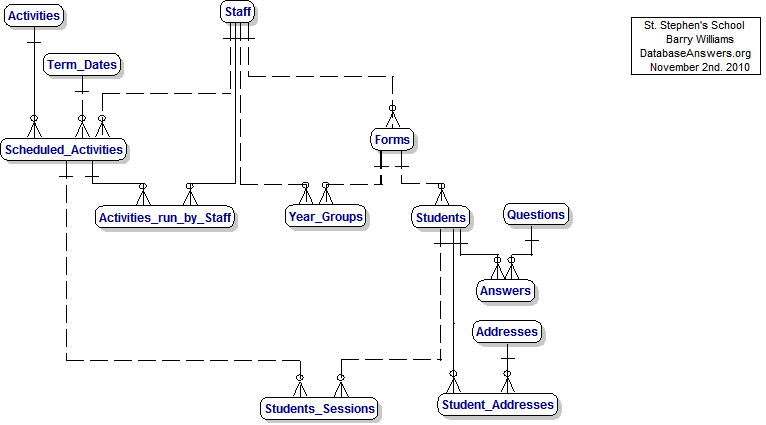 Activities
Staff
St. Stephen's School
Barry Williams
DatabaseAnswers.org
November 2nd. 2010
Term_Dates
Forms
Scheduled_Activities
Activities_run_by_Staff
Year_Groups
Students
Questions
Answers
Addresses
Students_Sessions
Student_Addresses